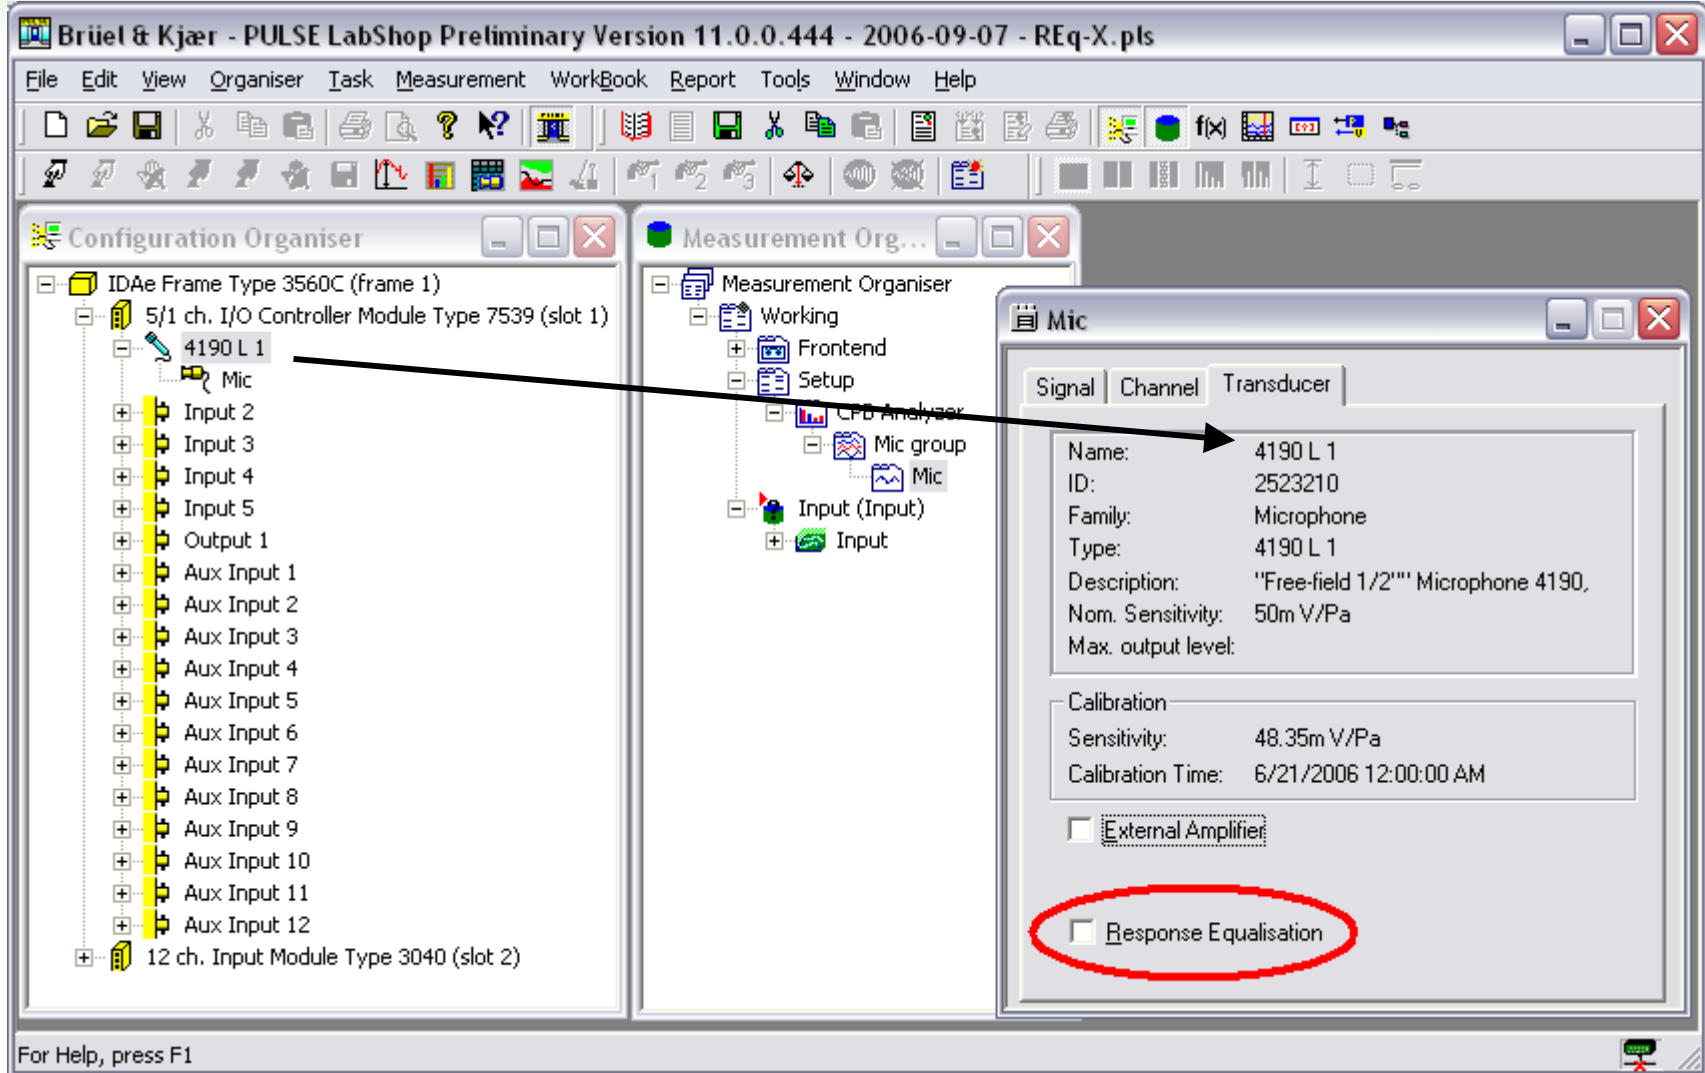 Brüel & Kjær - PULSE LabShop Preliminary Version 11.0.0.444 - 2006-09-07 - REq-X.pls
File Edit View Organiser Task Measurement WorkBook Report Tools Window Help
Configuration Organiser
IDAe Frame Type 3560C (frame 1)
5/1 ch. I/O Controller Module Type 7539 (slot 1)
4190 L 1
Mic
Input 2
Input 3
Input 4
Input 5
Output 1
Aux Input 1
Aux Input 2
Aux Input 3
Aux Input 4
Aux Input 5
Aux Input 6
Aux Input 7
Aux Input 8
Aux Input 9
Aux Input 10
Aux Input 11
Aux Input 12
12 ch. Input Module Type 3040 (slot 2)
Measurement Org...
Measurement Organiser
Working
Frontend
Setup
CPB Analyzer
Mic group
Mic
Input (Input)
Input
Mic
Signal Channel Transducer
Name: 4190 L 1
ID: 2523210
Family: Microphone
Type: 4190 L 1
Description: "Free-field 1/2"" Microphone 4190,
Nom. Sensitivity: 50m V/Pa
Max. output level:
Calibration
Sensitivity: 48.35m V/Pa
Calibration Time: 6/21/2006 12:00:00 AM
External Amplifier
Response Equalisation
For Help, press F1